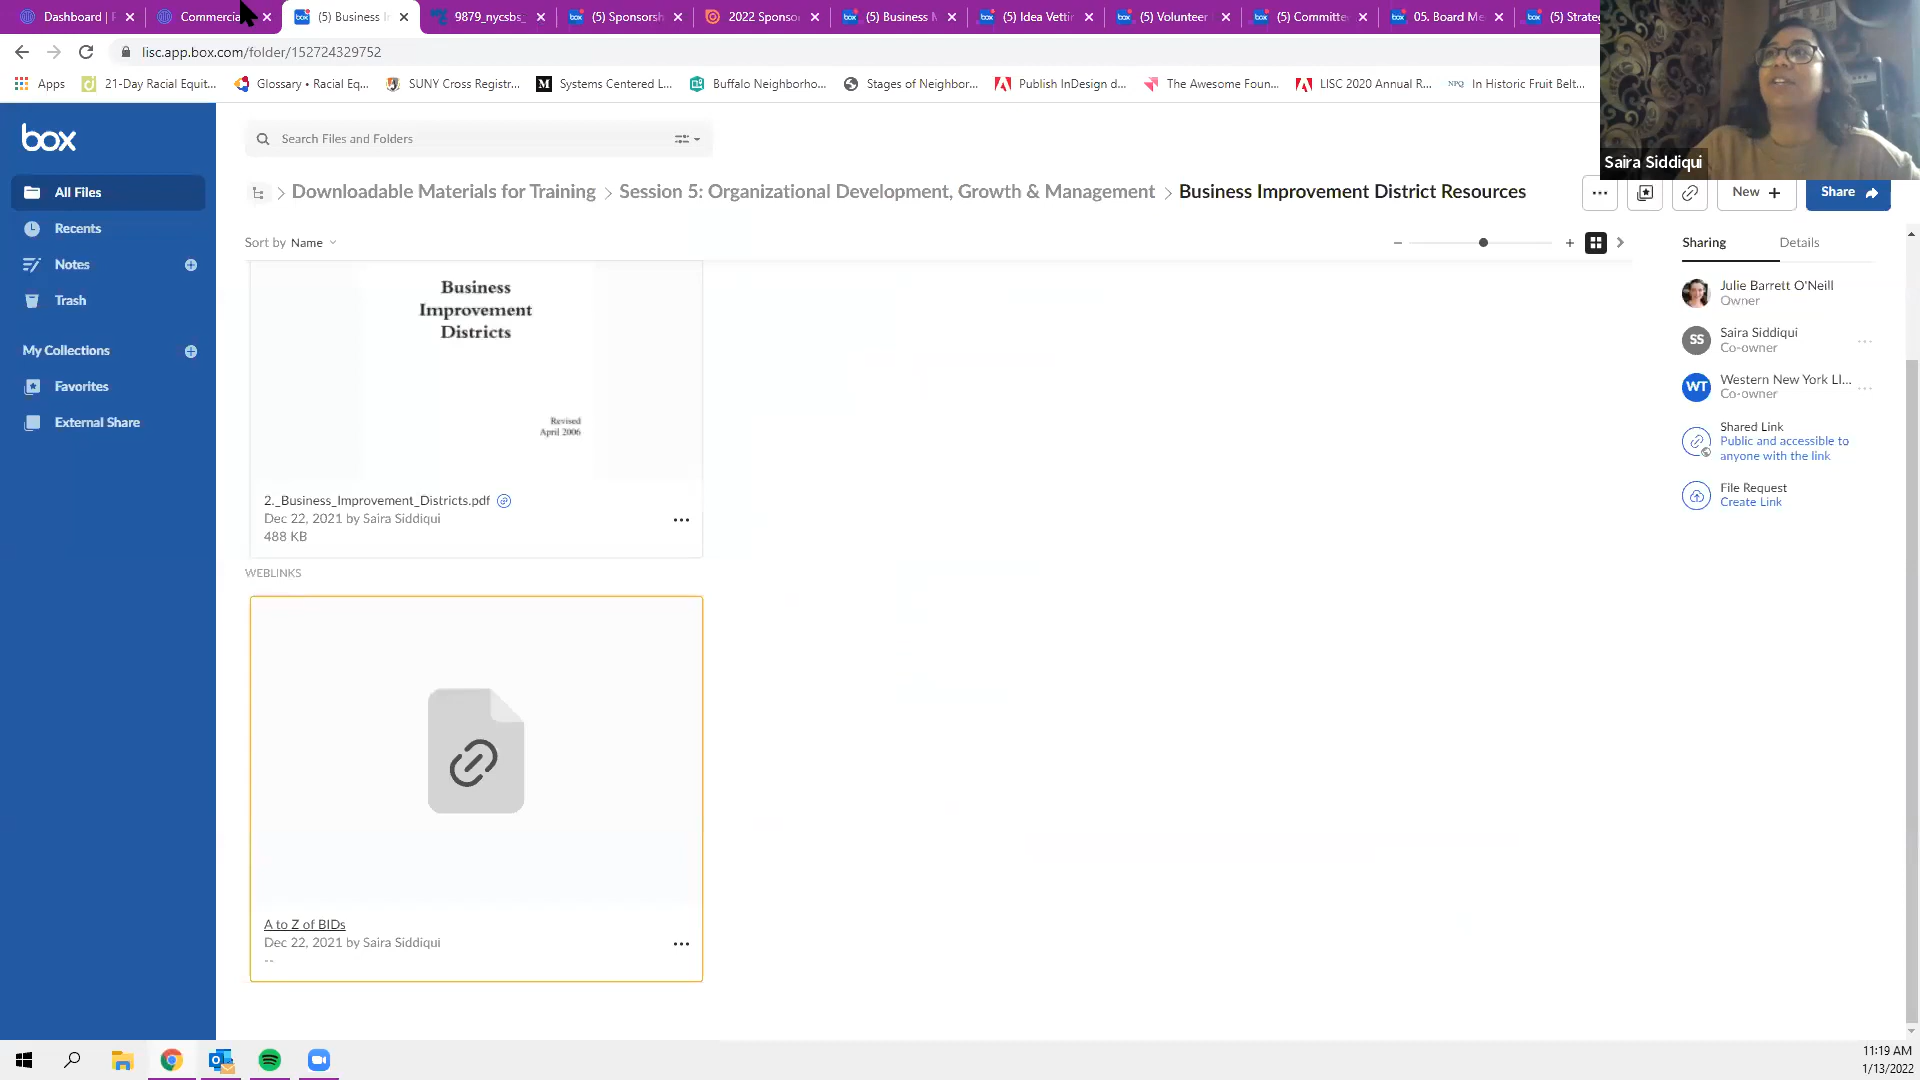 Dashboard | P
Commercia
(5) Business I
9879_nycsbs_
(5) Sponsorsh
2022 Sponso
(5) Business M
(5) Idea Vettin
(5) Volunteer
(5) Committe
05. Board Me
(5) Strate
lisc.app.box.com/folder/152724329752
Apps
21-Day Racial Equit...
Glossary • Racial Eq...
SUNY Cross Registr...
Systems Centered L...
Buffalo Neighborho...
Stages of Neighbor...
Publish InDesign d...
The Awesome Foun...
LISC 2020 Annual R...
NPQ In Historic Fruit Belt...
Saira Siddiqui
box
Search Files and Folders
All Files
Recents
Notes
Trash
My Collections
Favorites
External Share
Downloadable Materials for Training > Session 5: Organizational Development, Growth & Management > Business Improvement District Resources
New +
Share
Sort by Name
Business
Improvement
Districts
Revised
April 2006
2._Business_Improvement_Districts.pdf
Dec 22, 2021 by Saira Siddiqui
488 KB
WEBLINKS
A to Z of BIDs
Dec 22, 2021 by Saira Siddiqui
--
Sharing
Details
Julie Barrett O'Neill
Owner
SS
Saira Siddiqui
Co-owner
WT
Western New York LI...
Co-owner
Shared Link
Public and accessible to
anyone with the link
File Request
Create Link
11:19 AM
1/13/2022